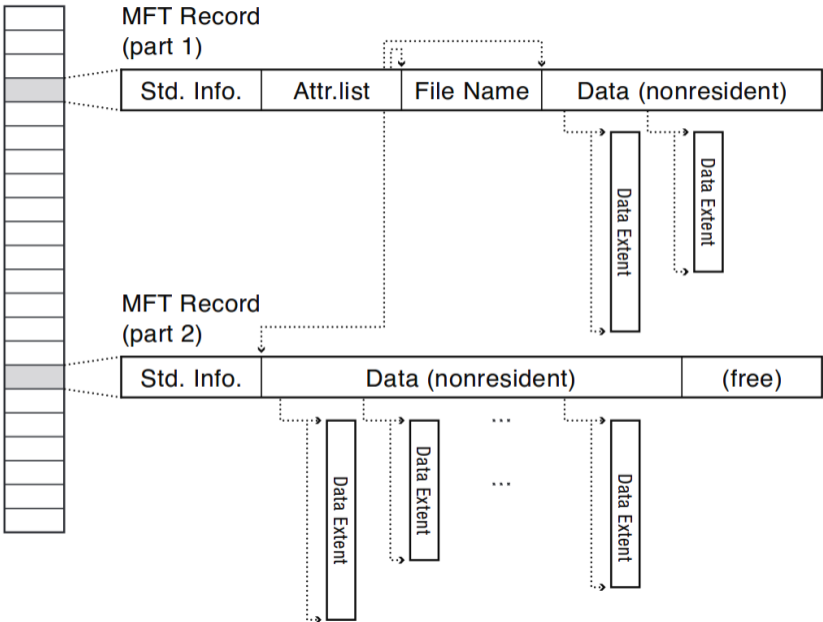 MFT Record
(part 1)
Std. Info.
Attr.list
File Name
Data (nonresident)
Data Extent
Data Extent
MFT Record
(part 2)
Std. Info.
Data (nonresident)
(free)
Data Extent
Data Extent
...
...
Data Extent